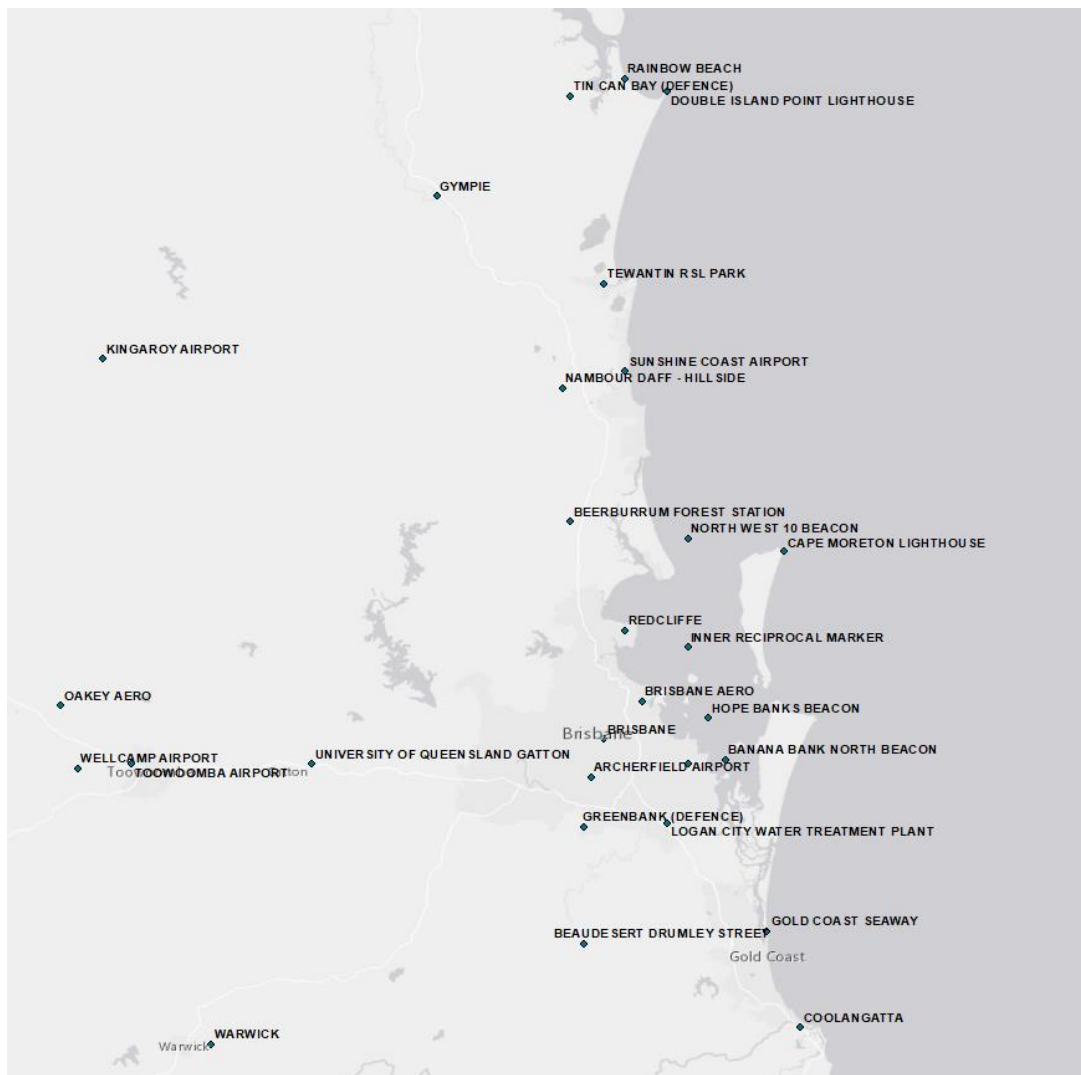 RAINBOW BEACH
TIN CAN BAY (DEFENCE)
DOUBLE ISLAND POINT LIGHTHOUSE
GYMPIE
TEWANTIN RSL PARK
KINGAROY AIRPORT
SUNSHINE COAST AIRPORT
NAMBOUR DAFF - HILLSIDE
BEERBURRUM FOREST STATION
NORTH WEST 10 BEACON
CAPE MORETON LIGHTHOUSE
REDCLIFFE
INNER RECIPROCAL MARKER
OAKEY AERO
BRISBANE AERO
HOPE BANKS BEACON
BRISBANE
Brisbane
BANANA BANK NORTH BEACON
UNIVERSITY OF QUEENSLAND GATTON
WELLCAMP AIRPORT
ARCHERFIELD AIRPORT
TOOWOOMBA AIRPORT
GREENBANK (DEFENCE)
LOGAN CITY WATER TREATMENT PLANT
GOLD COAST SEAWAY
BEAUDESERT DRUMLEY STREET
Gold Coast
COOLANGATTA
WARWICK
Warwick